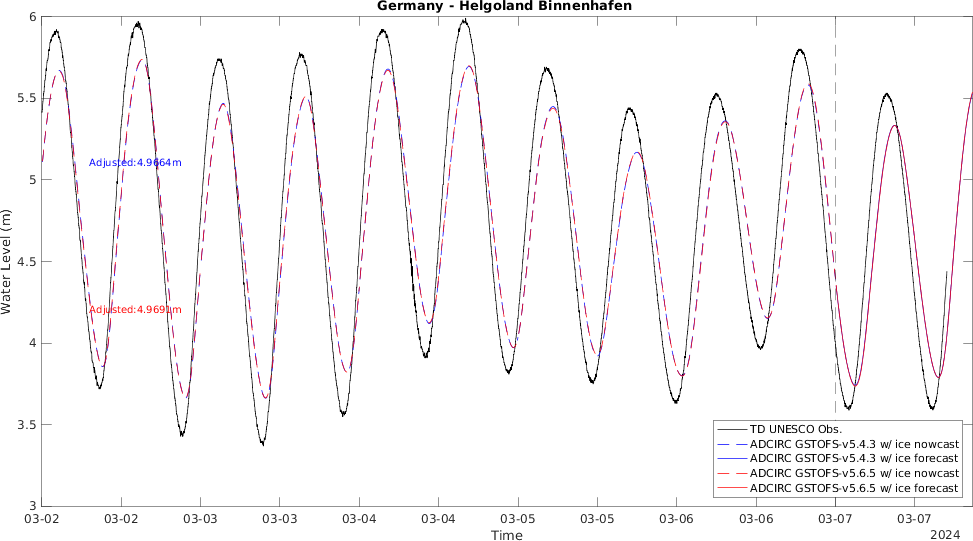 Germany - Helgoland Binnenhafen
6
5.5
5
4.5
4
3.5
3
Water Level (m)
Adjusted:4.9664m
Adjusted:4.9691m
TD UNESCO Obs.
ADCIRC GSTOFS-v5.4.3 w/ ice nowcast
ADCIRC GSTOFS-v5.4.3 w/ ice forecast
ADCIRC GSTOFS-v5.6.5 w/ ice nowcast
ADCIRC GSTOFS-v5.6.5 w/ ice forecast
03-02 03-02 03-03 03-03 03-04 03-04 03-05 03-05 03-06 03-06 03-07 03-07
Time
2024